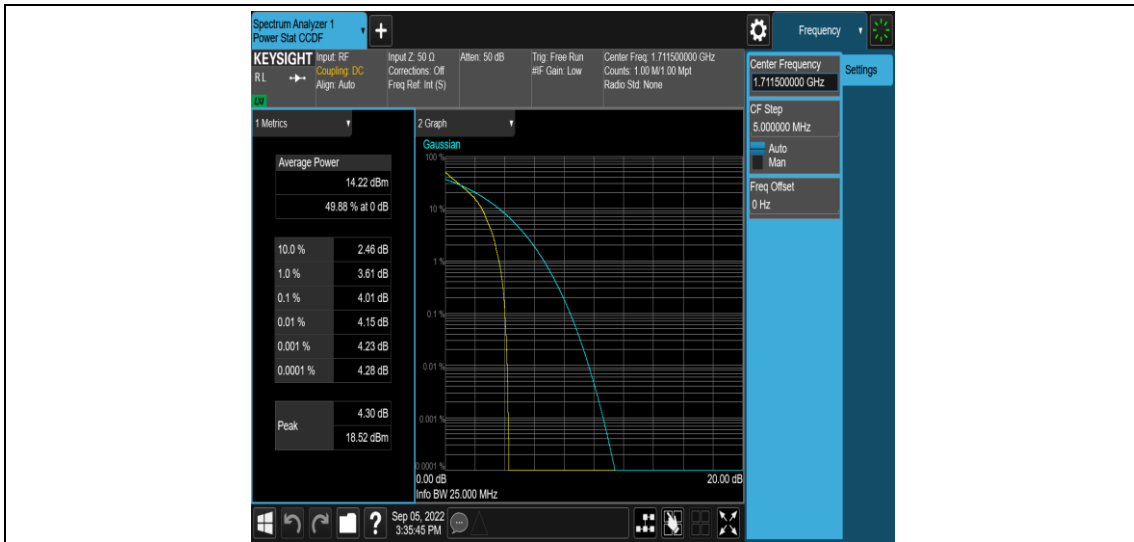 Spectrum Analyzer 1
Power Stat CCDF
Frequency
KEYSIGHT
RL
LXI
Input: RF
Coupling: DC
Align: Auto
Input Z: 50 Ω
Corrections: Off
Freq Ref: Int (S)
Atten: 50 dB
Trig: Free Run
#IF Gain: Low
Center Freq: 1.711500000 GHz
Counts: 1.00 M/1.00 Mpt
Radio Std: None
Center Frequency
1.711500000 GHz
Settings
CF Step
5.000000 MHz
Auto
Man
Freq Offset
0 Hz
1 Metrics
Average Power
14.22 dBm
49.88 % at 0 dB
10.0 % 2.46 dB
1.0 % 3.61 dB
0.1 % 4.01 dB
0.01 % 4.15 dB
0.001 % 4.23 dB
0.0001 % 4.28 dB
Peak
4.30 dB
18.52 dBm
2 Graph
Gaussian
100 %
10 %
1 %
0.1 %
0.01 %
0.001 %
0.0001 %
0.00 dB 20.00 dB
Info BW 25.000 MHz
?
Sep 05, 2022
3:35:45 PM